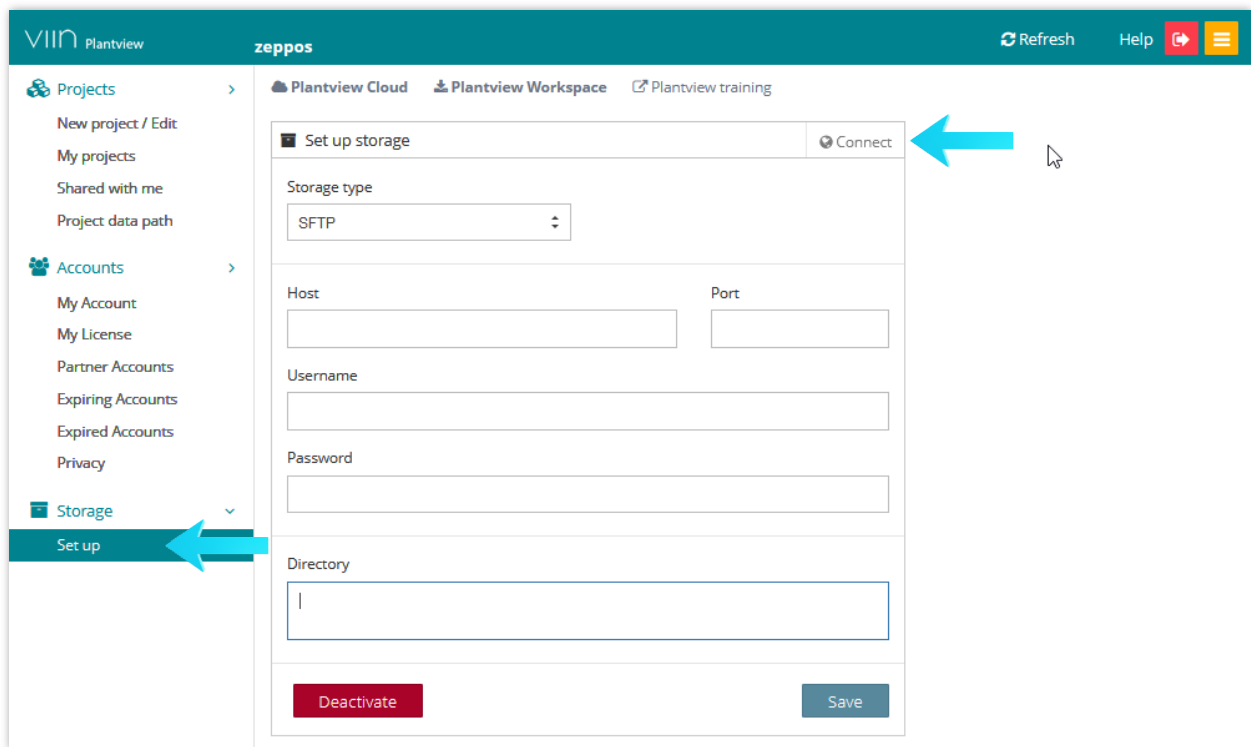 VIIN Plantview
zeppos
Refresh
Help
Projects
New project / Edit
My projects
Shared with me
Project data path
Accounts
My Account
My License
Partner Accounts
Expiring Accounts
Expired Accounts
Privacy
Storage
Set up
Plantview Cloud Plantview Workspace Plantview training
Set up storage Connect
Storage type
SFTP
Host Port
Username
Password
Directory
Deactivate Save